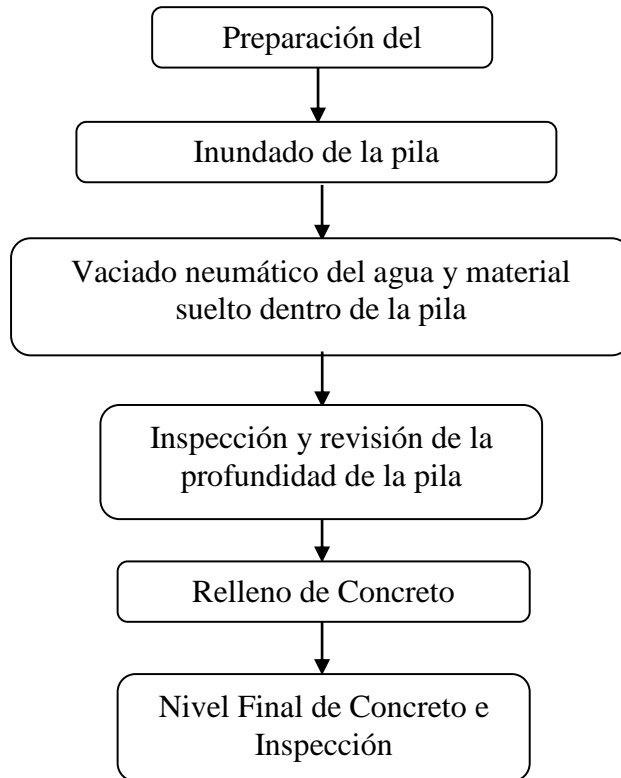 Preparación del
Inundado de la pila
Vaciado neumático del agua y material
suelto dentro de la pila
Inspección y revisión de la
profundidad de la pila
Relleno de Concreto
Nivel Final de Concreto e
Inspección